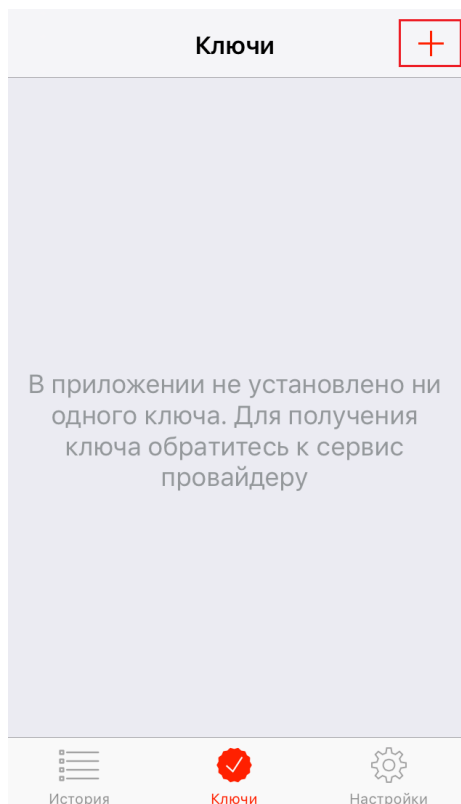 Ключи
В приложении не установлено ни
одного ключа. Для получения
ключа обратитесь к сервис
провайдеру
История
Ключи
Настройки